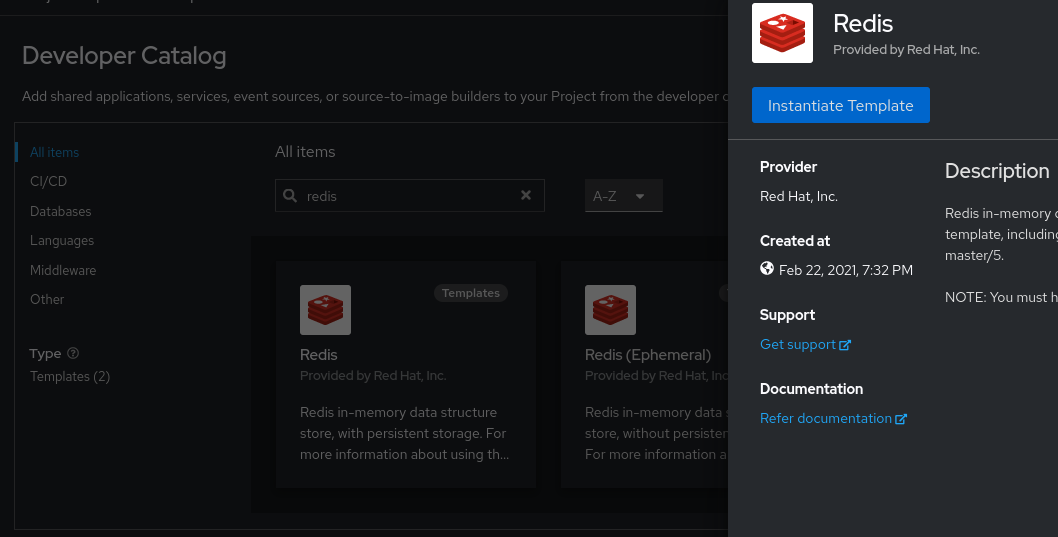 Developer Catalog
Add shared applications, services, event sources, or source-to-image builders to your Project from the developer
All items
CI/CD
Databases
Languages
Middleware
Other
Type
Templates (2)
All items
redis
A-Z
Templates
Redis
Provided by Red Hat, Inc.
Redis in-memory data structure
store, with persistent storage. For
more information about using th...
Redis (Ephemeral)
Provided by Red Hat, Inc
Redis in-memory data
store, without persisten
For more information
Redis
Provided by Red Hat, Inc.
Instantiate Template
Provider
Red Hat, Inc.
Created at
Feb 22, 2021, 7:32 PM
Support
Get support
Documentation
Refer documentation
Description
Redis in-memory
template, including
master/5.
NOTE: You must h